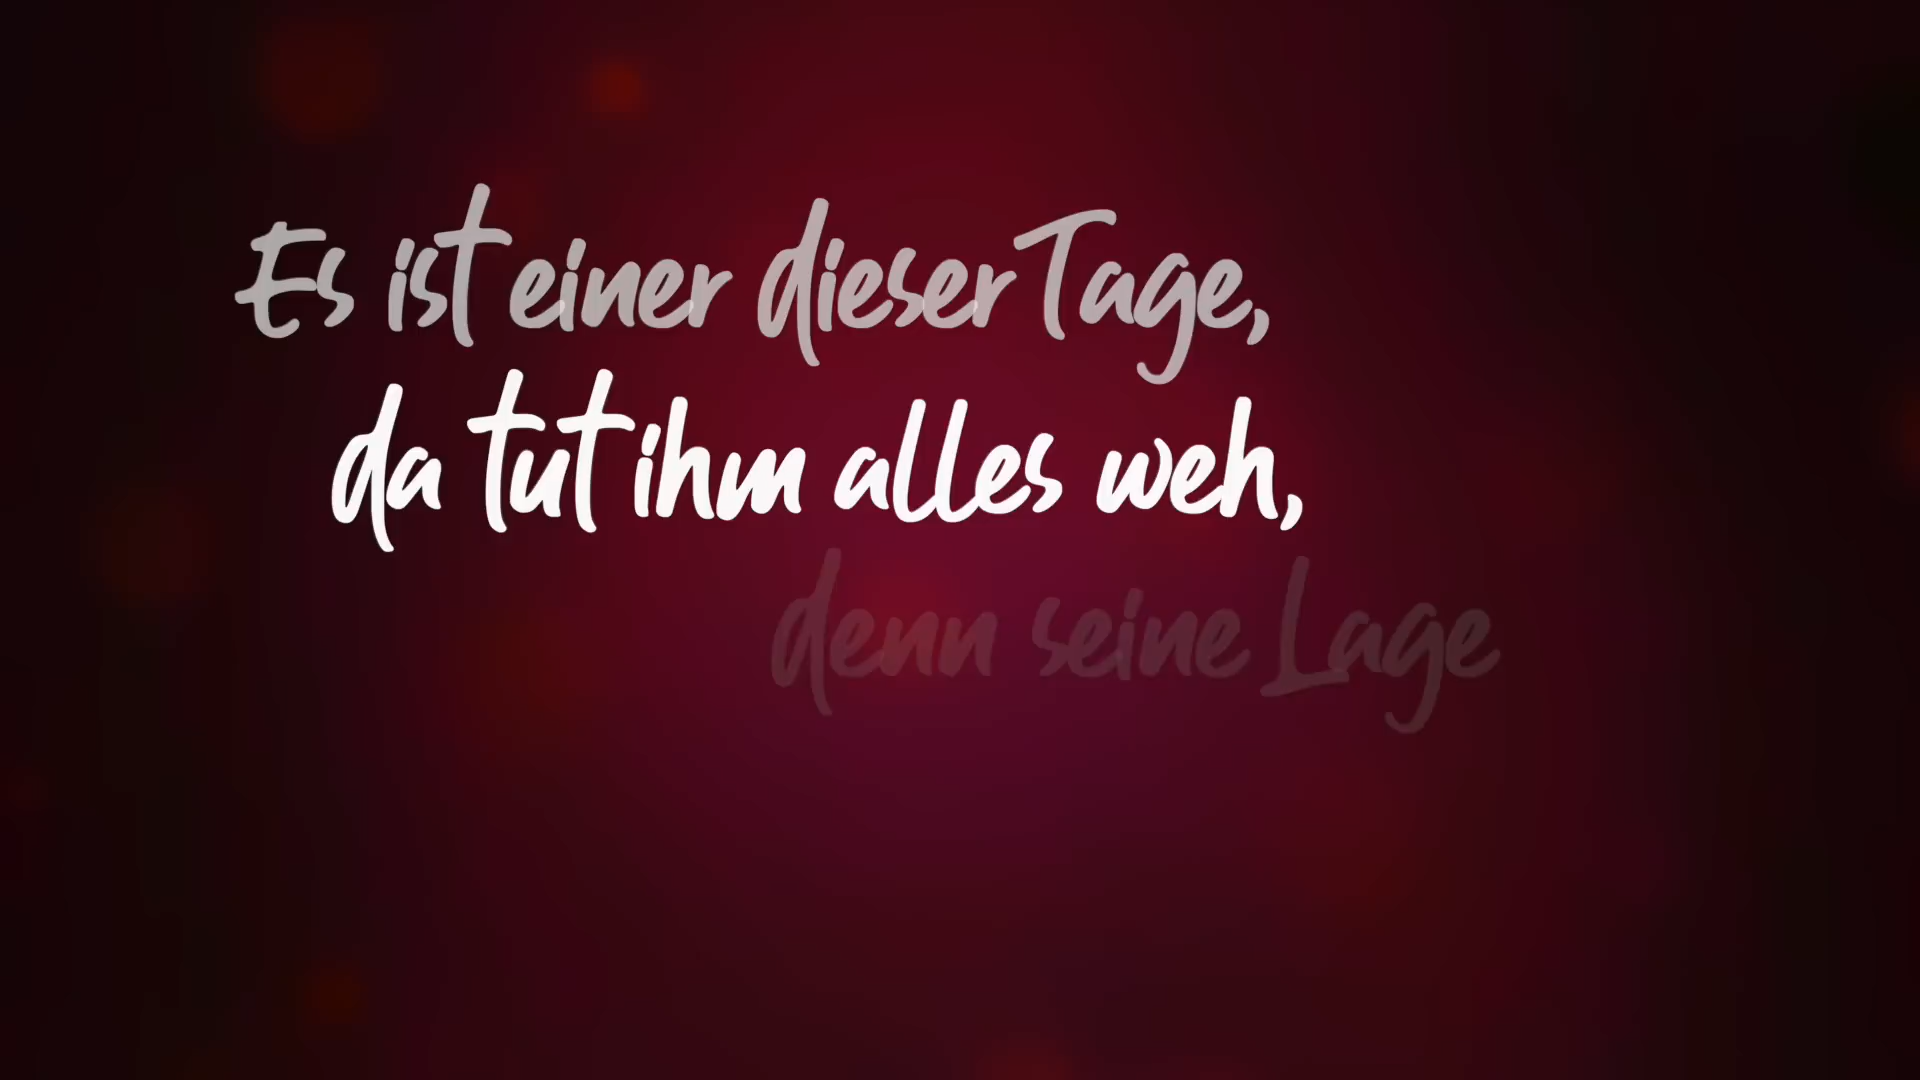 Es ist einer dieser Tage,
da tut ihm alles weh,
denn seine Lage